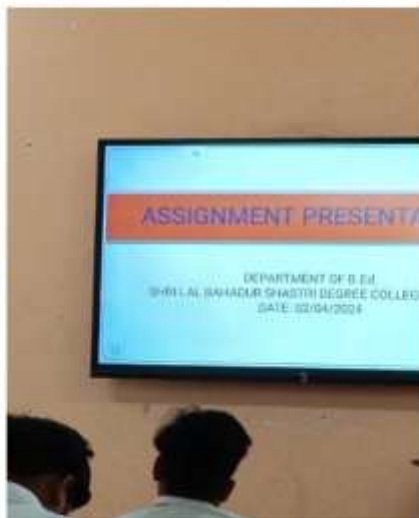 ASSIGNMENT PRESENTA
DEPARTMENT OF B.Ed.
SHRI LAL BAHADUR SHASTRI DEGREE COLLEG
DATE: 02/04/2024